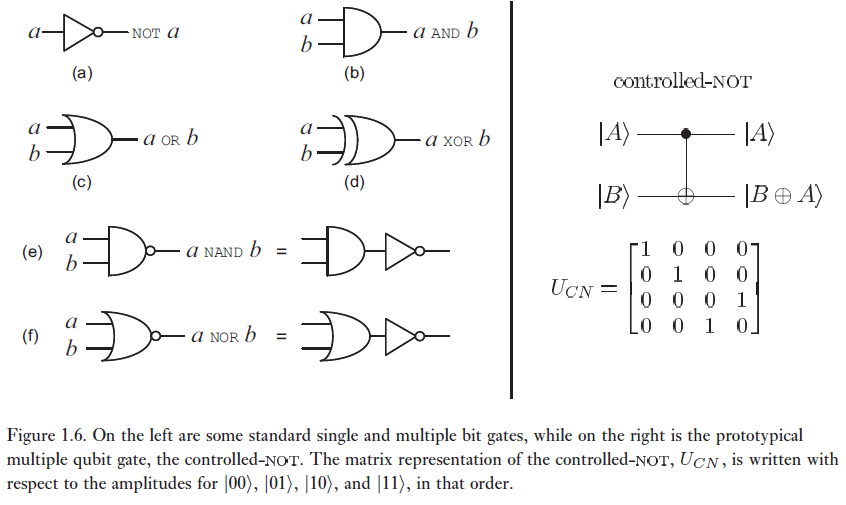 a NOT a
(a)
a b a AND b
(b)
a b a OR b
(c)
a b a XOR b
(d)
(e) a b a NAND b =
(f) a b a NOR b =
controlled-NOT
|A⟩ |A⟩
|B⟩ |B ⊕ A⟩
U_CN =
1 0 0 0
0 1 0 0
0 0 0 1
0 0 1 0
Figure 1.6. On the left are some standard single and multiple bit gates, while on the right is the prototypical
multiple qubit gate, the controlled-NOT. The matrix representation of the controlled-NOT, U_CN, is written with
respect to the amplitudes for |00⟩, |01⟩, |10⟩, and |11⟩, in that order.